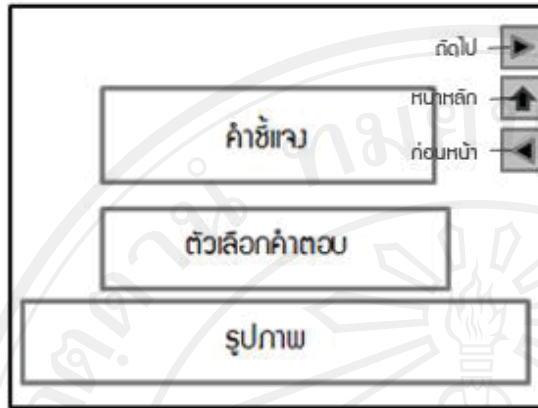 ถัดไป
หน้าหลัก
คำชี้แจง
ก่อนหน้า
ตัวเลือกคำตอบ
รูปภาพ